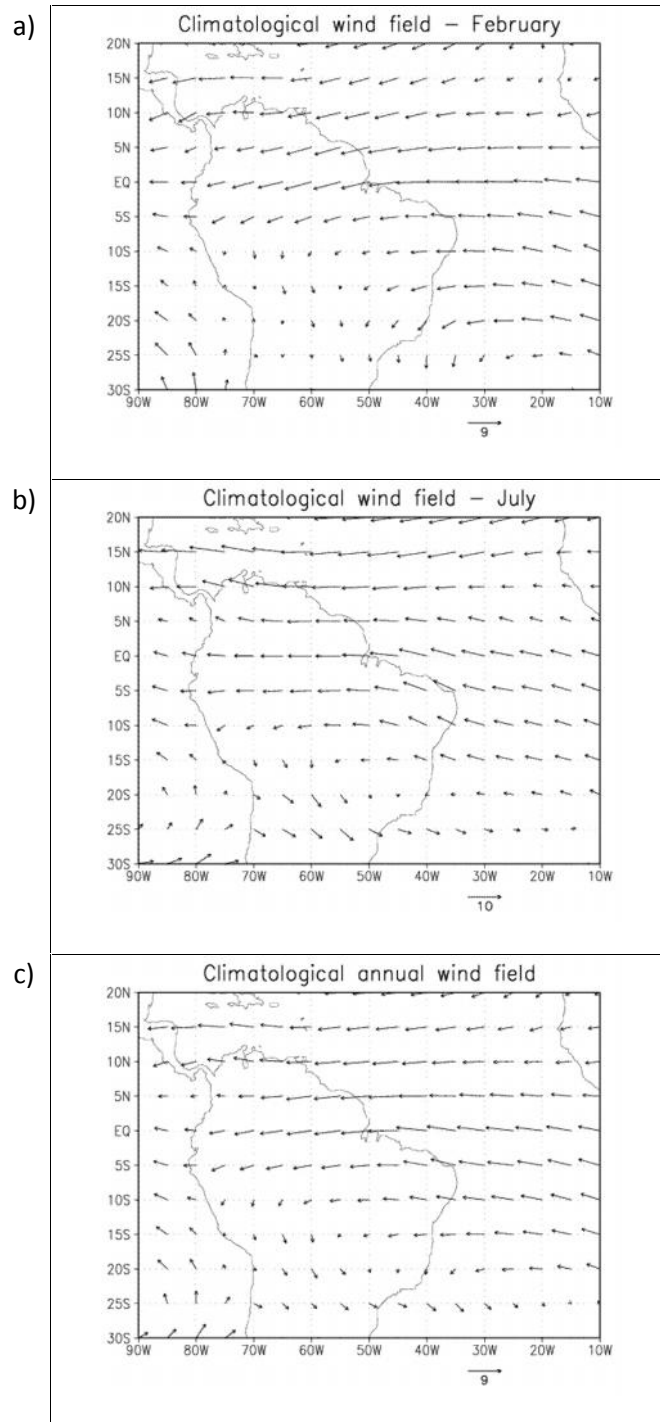 a)
Climatological wind field – February
20N
15N
10N
5N
EQ
5S
10S
15S
20S
25S
30S
90W 80W 70W 60W 50W 40W 30W 20W 10W
9
b)
Climatological wind field – July
20N
15N
10N
5N
EQ
5S
10S
15S
20S
25S
30S
90W 80W 70W 60W 50W 40W 30W 20W 10W
10
c)
Climatological annual wind field
20N
15N
10N
5N
EQ
5S
10S
15S
20S
25S
30S
90W 80W 70W 60W 50W 40W 30W 20W 10W
9